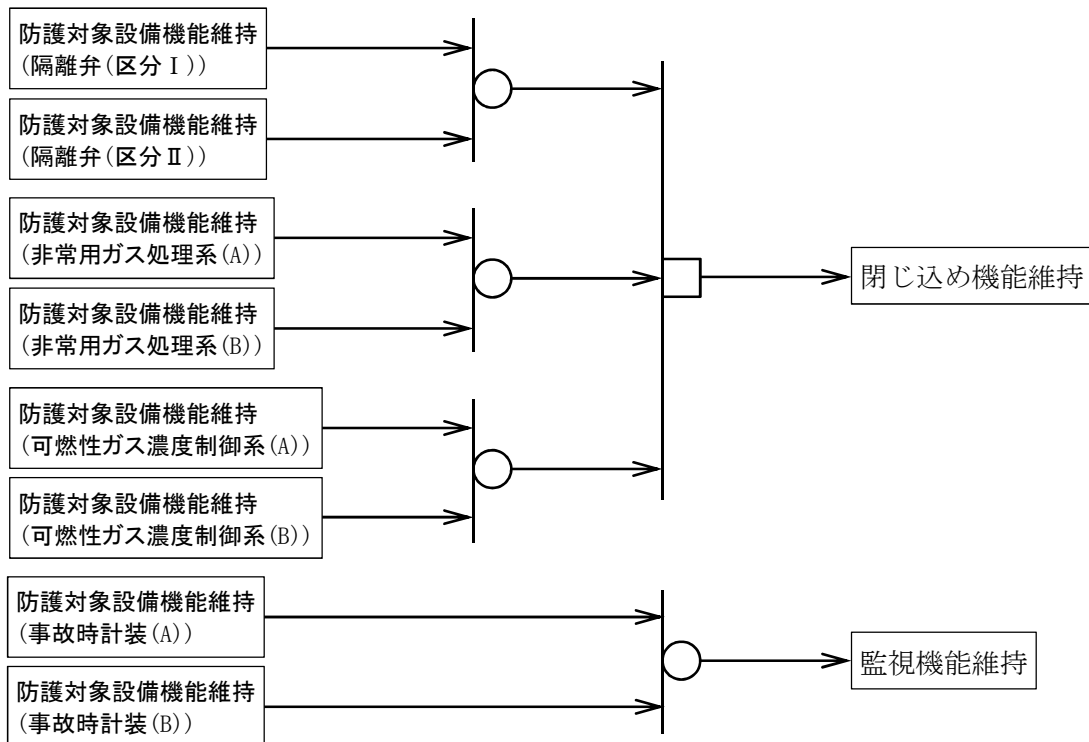 防護対象設備機能維持
(隔離弁(区分Ⅰ))
防護対象設備機能維持
(隔離弁(区分Ⅱ))
防護対象設備機能維持
(非常用ガス処理系(A))
防護対象設備機能維持
(非常用ガス処理系(B))
閉じ込め機能維持
防護対象設備機能維持
(可燃性ガス濃度制御系(A))
防護対象設備機能維持
(可燃性ガス濃度制御系(B))
防護対象設備機能維持
(事故時計装(A))
防護対象設備機能維持
(事故時計装(B))
監視機能維持